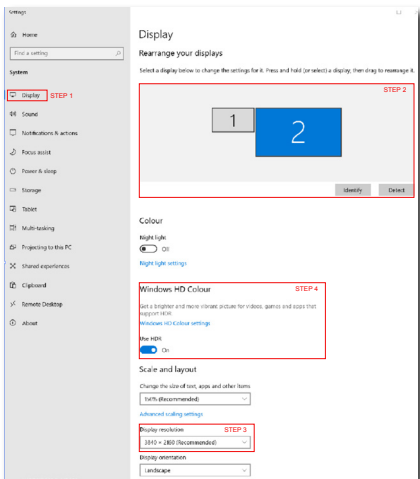 Settings
Home
Find a setting
System
Display
STEP 1
Sound
Notifications & actions
Focus assist
Power & sleep
Storage
Tablet
Multi-tasking
Projecting to this PC
Shared experiences
Clipboard
Remote Desktop
About
Display
Rearrange your displays
Select a display below to change the settings for it. Press and hold (or select) a display, then drag to rearrange it.
STEP 2
1
2
Identify
Detect
Colour
Night light
Off
Night light settings
Windows HD Colour
STEP 4
Get a brighter and more vibrant picture for videos, games and apps that
support HDR.
Windows HD Colour settings
Use HDR
On
Scale and layout
Change the size of text, apps and other items
(Recommended)
Advanced scaling settings
Display resolution
STEP 3
3840 × 2160 (Recommended)
Display orientation
Landscape